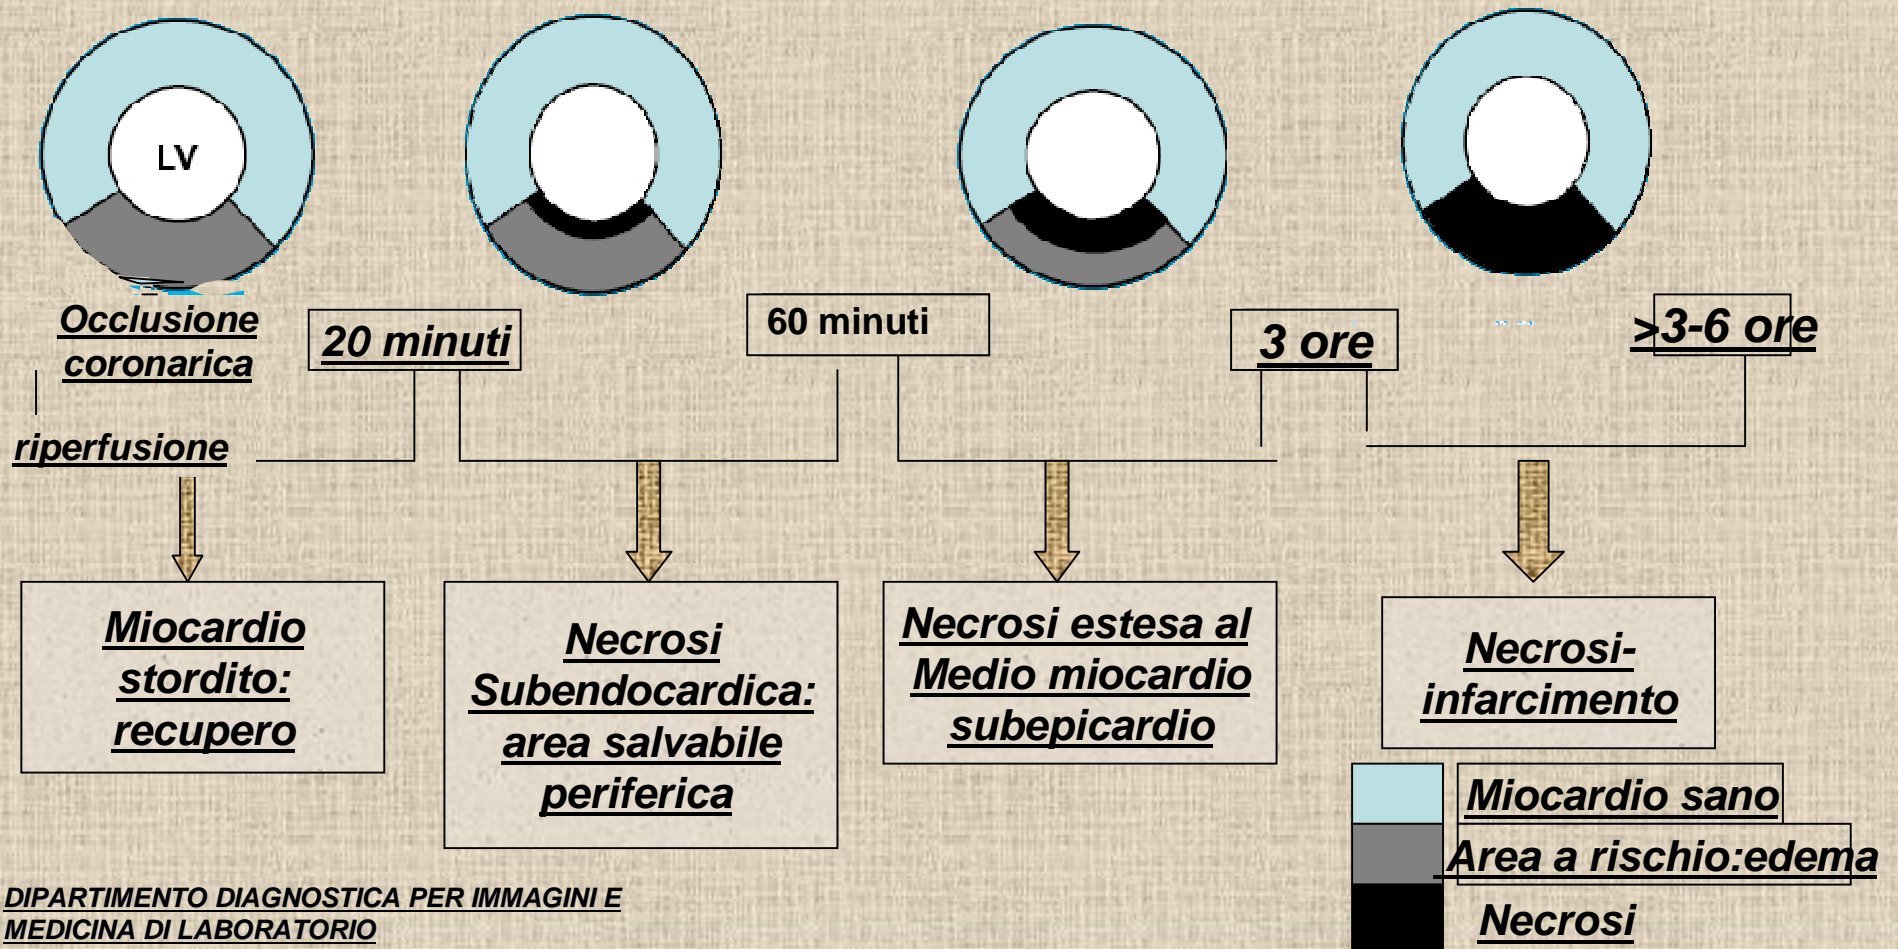 LV
Occlusione
coronarica
20 minuti
60 minuti
3 ore
>3-6 ore
riperfusione
Miocardio
stordito:
recupero
Necrosi
Subendocardica:
area salvabile
periferica
Necrosi estesa al
Medio miocardio
subepicardio
Necrosi-
infarcimento
Miocardio sano
Area a rischio:edema
Necrosi
DIPARTIMENTO DIAGNOSTICA PER IMMAGINI E
MEDICINA DI LABORATORIO